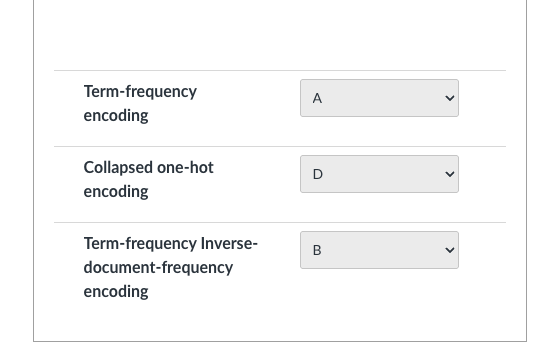 Term-frequency
encoding
A
Collapsed one-hot
encoding
D
Term-frequency Inverse-
document-frequency
encoding
B